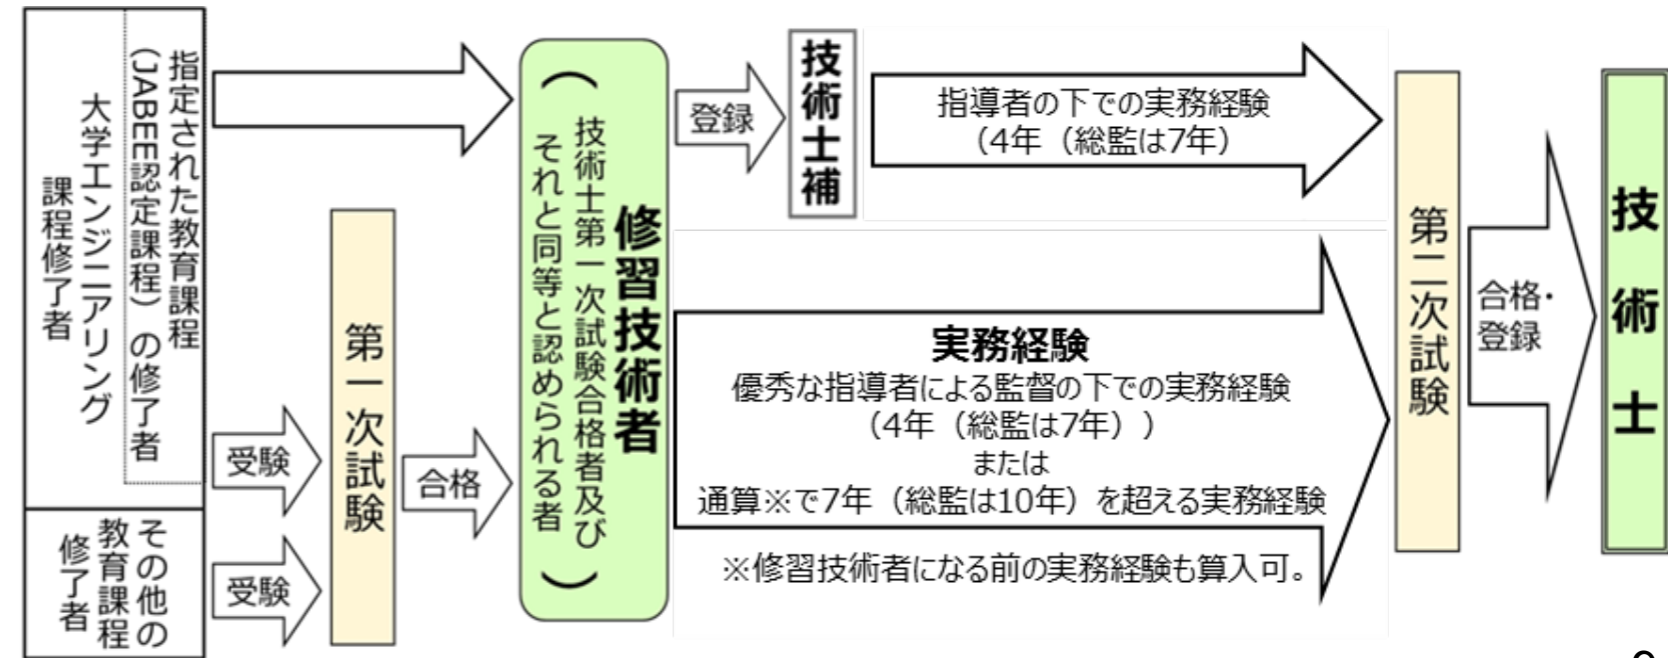 指定された教育課程
(JABEE認定課程)の修了者
大学エンジニアリング
課程修了者
その他の
教育課程
修了者
受験
受験
第一次試験
合格
修習技術者
(技術士第一次試験合格者及び
それと同等と認められる者)
登録
技術士補
指導者の下での実務経験
(4年(総監は7年)
実務経験
優秀な指導者による監督の下での実務経験
(4年(総監は7年))
または
通算※で7年(総監は10年)を超える実務経験
※修習技術者になる前の実務経験も算入可。
第二次試験
合格・
登録
技術士